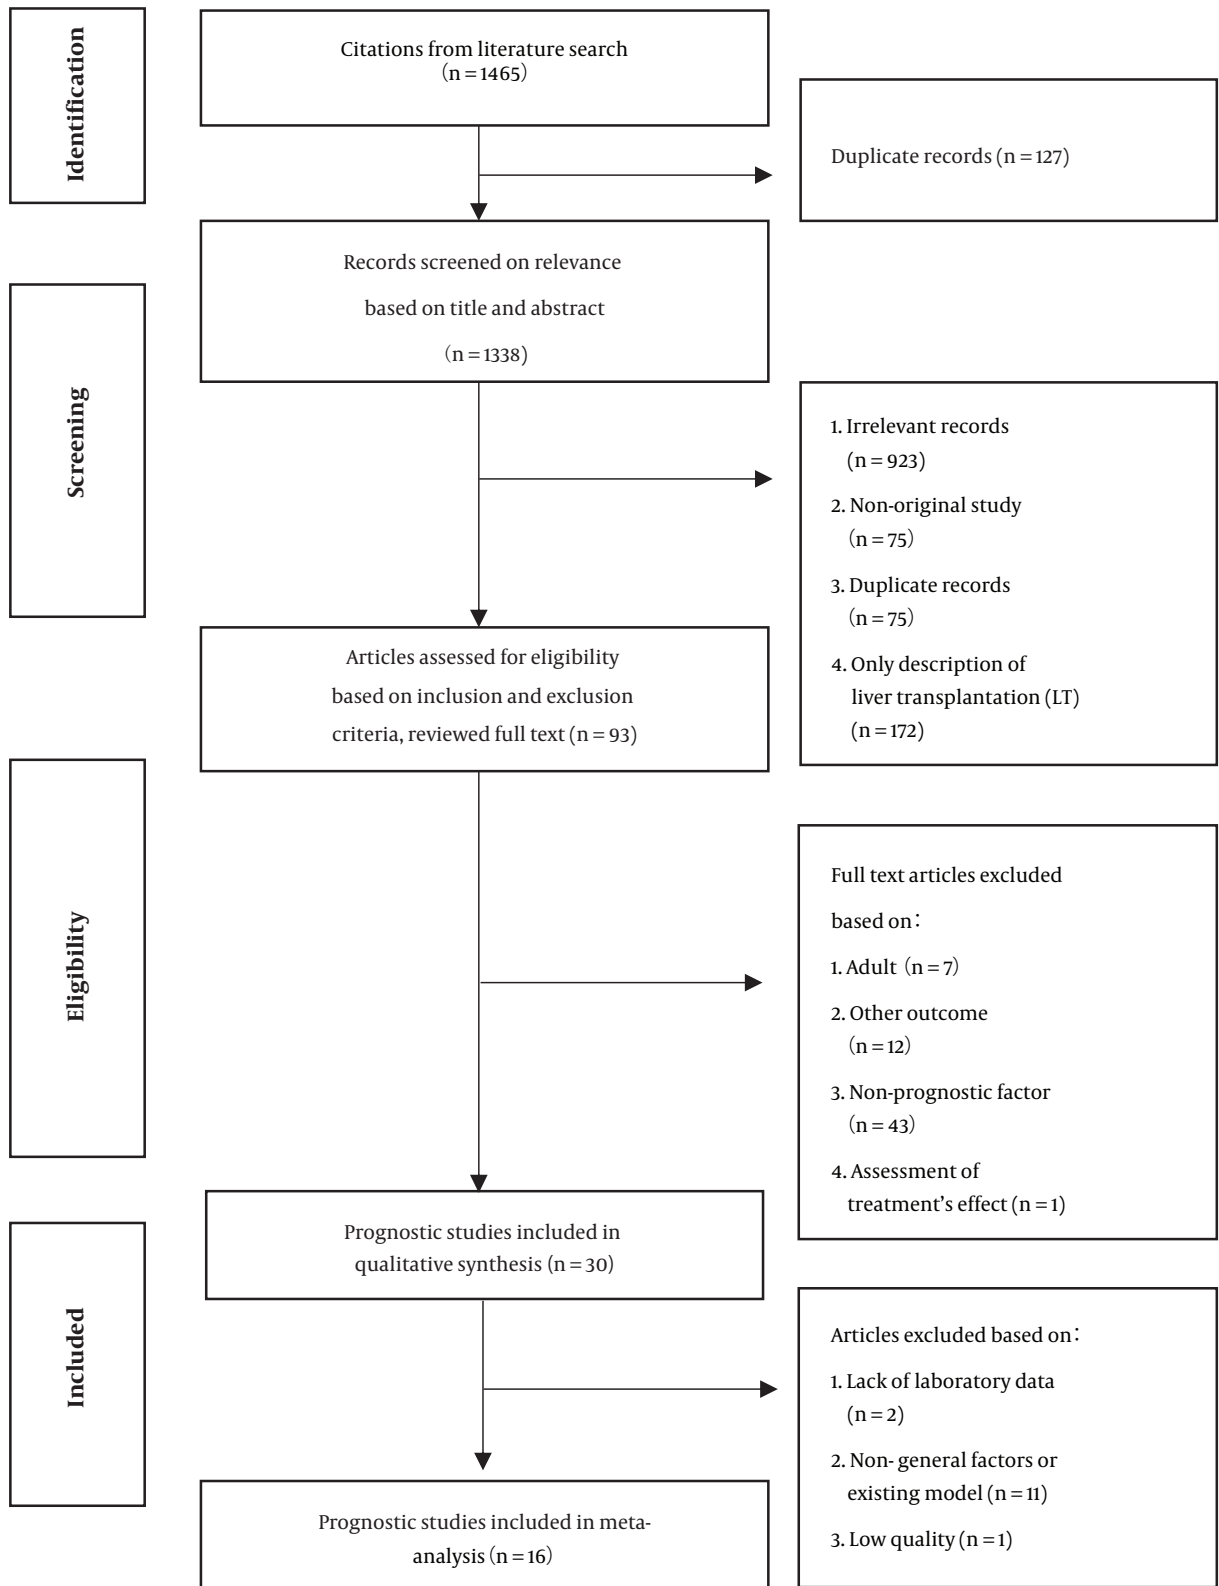 Identification
Citations from literature search
(n = 1465)
Duplicate records (n = 127)
Screening
Records screened on relevance
based on title and abstract
(n = 1338)
1. Irrelevant records
(n = 923)
2. Non-original study
(n = 75)
3. Duplicate records
(n = 75)
4. Only description of
liver transplantation (LT)
(n = 172)
Articles assessed for eligibility
based on inclusion and exclusion
criteria, reviewed full text (n = 93)
Eligibility
Full text articles excluded
based on:
1. Adult (n = 7)
2. Other outcome
(n = 12)
3. Non-prognostic factor
(n = 43)
4. Assessment of
treatment's effect (n = 1)
Included
Prognostic studies included in
qualitative synthesis (n = 30)
Articles excluded based on:
1. Lack of laboratory data
(n = 2)
2. Non- general factors or
existing model (n = 11)
3. Low quality (n = 1)
Prognostic studies included in meta-
analysis (n = 16)